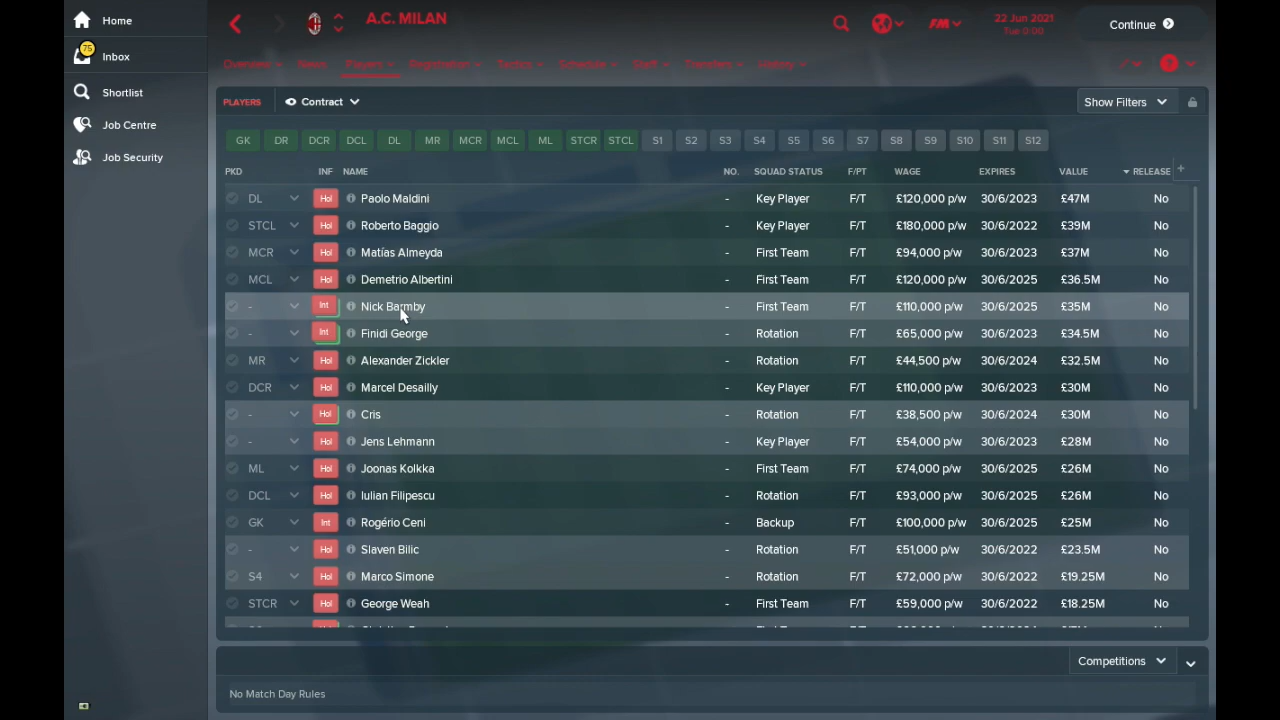 Home
75
Inbox
Shortlist
Job Centre
Job Security
A.C. MILAN
FM
22 Jun 2021
Tue 0:00
Continue
Overview News Players Registration Tactics Schedule Staff Transfers History
?
PLAYERS Contract Show Filters
GK DR DCR DCL DL MR MCR MCL ML STCR STCL S1 S2 S3 S4 S5 S6 S7 S8 S9 S10 S11 S12
PKD INF NAME NO. SQUAD STATUS F/PT WAGE EXPIRES VALUE RELEASE +
DL Hol Paolo Maldini - Key Player F/T £120,000 p/w 30/6/2023 £47M No
STCL Hol Roberto Baggio - Key Player F/T £180,000 p/w 30/6/2022 £39M No
MCR Hol Matías Almeyda - First Team F/T £94,000 p/w 30/6/2023 £37M No
MCL Hol Demetrio Albertini - First Team F/T £120,000 p/w 30/6/2025 £36.5M No
- Int Nick Barmby - First Team F/T £110,000 p/w 30/6/2025 £35M No
- Int Finidi George - Rotation F/T £65,000 p/w 30/6/2023 £34.5M No
MR Hol Alexander Zickler - Rotation F/T £44,500 p/w 30/6/2024 £32.5M No
DCR Hol Marcel Desailly - Key Player F/T £110,000 p/w 30/6/2023 £30M No
- Hol Cris - Rotation F/T £38,500 p/w 30/6/2024 £30M No
- Hol Jens Lehmann - Key Player F/T £54,000 p/w 30/6/2023 £28M No
ML Hol Joonas Kolkka - First Team F/T £74,000 p/w 30/6/2025 £26M No
DCL Hol Iulian Filipescu - Rotation F/T £93,000 p/w 30/6/2025 £26M No
GK Int Rogério Ceni - Backup F/T £100,000 p/w 30/6/2025 £25M No
- Hol Slaven Bilic - Rotation F/T £51,000 p/w 30/6/2022 £23.5M No
S4 Hol Marco Simone - Rotation F/T £72,000 p/w 30/6/2022 £19.25M No
STCR Hol George Weah - First Team F/T £59,000 p/w 30/6/2022 £18.25M No
Competitions
No Match Day Rules